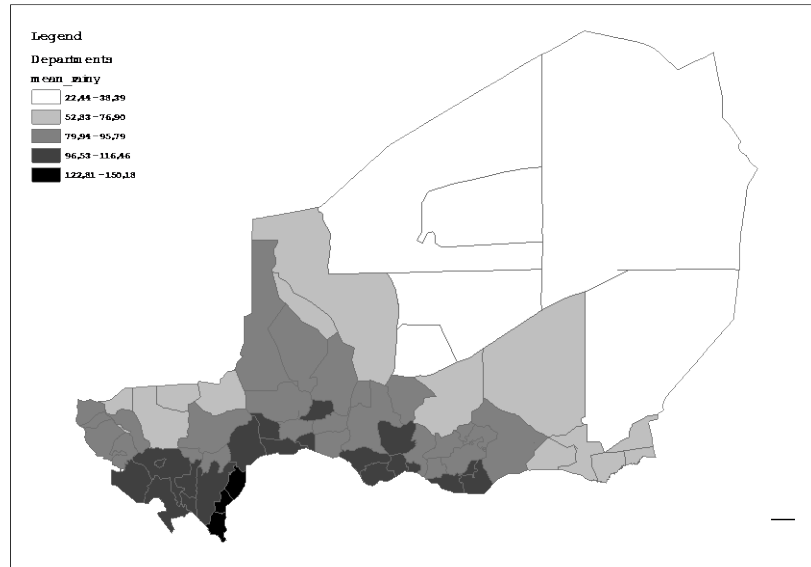 Legend
Departments
mean_rainy
22,44 - 38,39
52,83 - 76,90
79,94 - 95,79
96,53 - 116,46
122,81 - 150,18